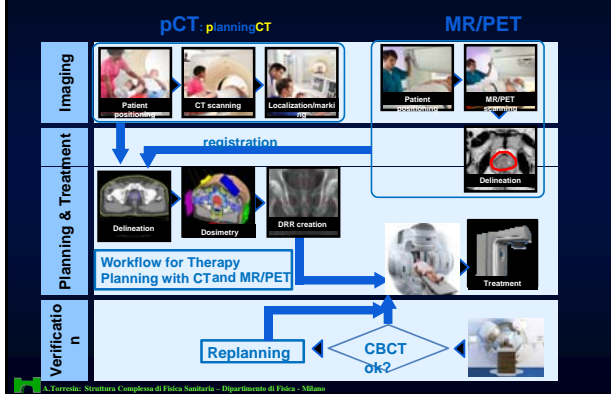 pCT: planningCT
MR/PET
Imaging
Patient
positioning
CT scanning
Localization/marki
ng
Patient
positioning
MR/PET
scanning
registration
Planning & Treatment
Delineation
Delineation
Dosimetry
DRR creation
Workflow for Therapy
Planning with CTand MR/PET
Treatment
Verificatio
n
Replanning
CBCT
ok?
A.Torresin: Struttura Complessa di Fisica Sanitaria – Dipartimento di Fisica - Milano